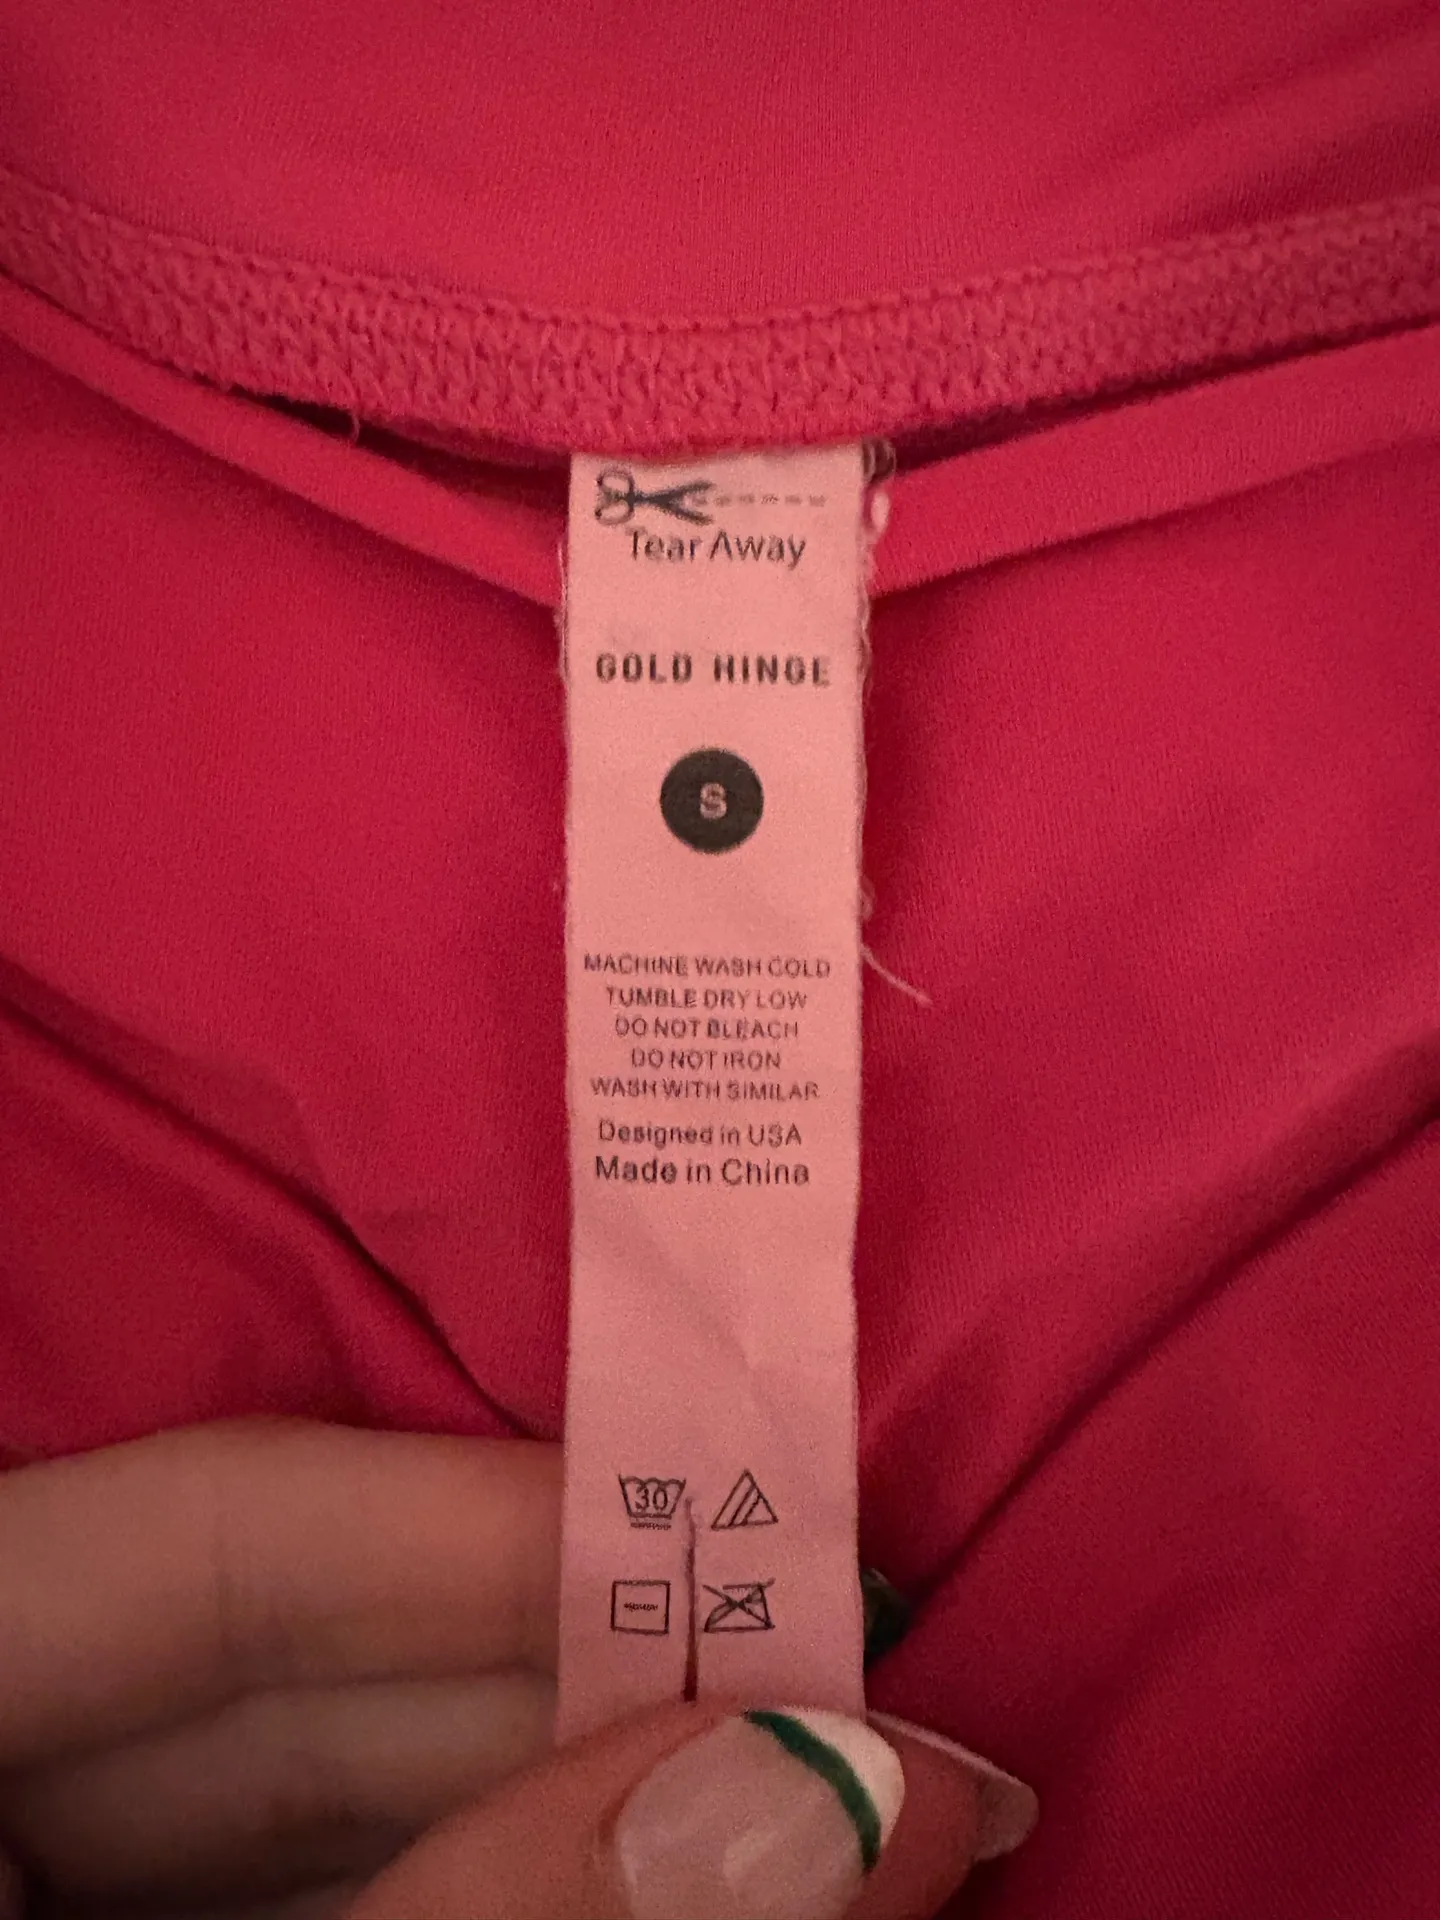 Tear Away
GOLD HINGE
S
MACHINE WASH COLD
TUMBLE DRY LOW
DO NOT BLEACH
DO NOT IRON
WASH WITH SIMILAR
Designed in USA
Made in China
30